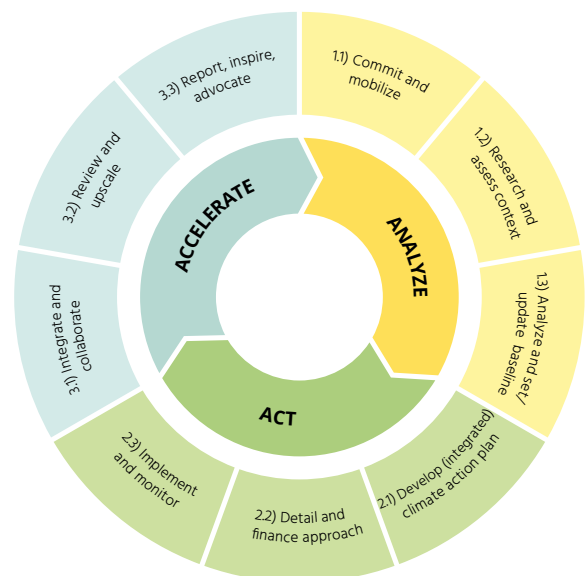 1.1) Commit and
mobilize
1.2) Research and
assess context
1.3) Analyze and set/
update baseline
2.1) Develop (integrated)
climate action plan
2.2) Detail and
finance approach
2.3) Implement
and monitor
3.1) Integrate and
collaborate
3.2) Review and
upscale
3.3) Report, inspire,
advocate
ANALYZE
ACT
ACCELERATE